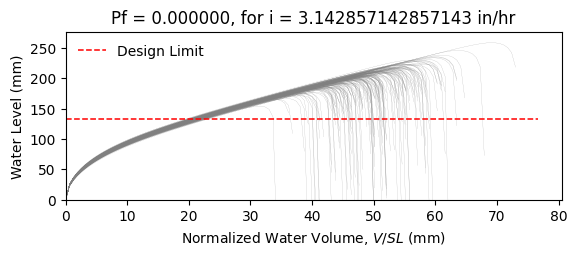 Pf = 0.000000, for i = 3.142857142857143 in/hr
Design Limit
Water Level (mm)
250
200
150
100
50
0
0 10 20 30 40 50 60 70 80
Normalized Water Volume, V/SL (mm)